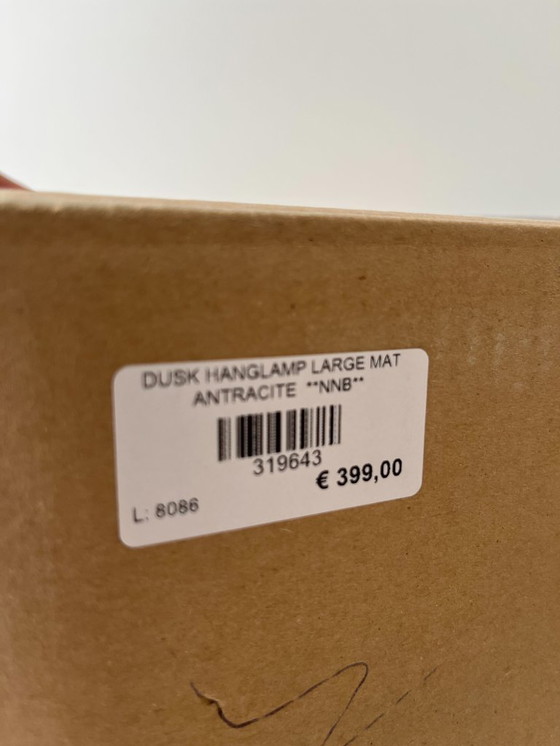 DUSK HANGLAMP LARGE MAT
ANTRACITE **NNB**
319643
€ 399,00
L: 8086